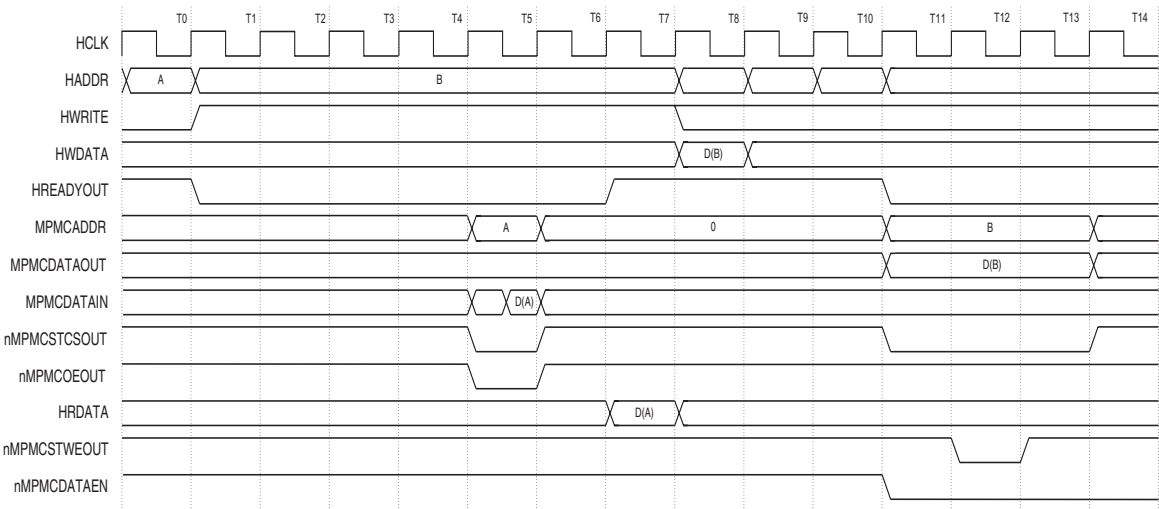 T0 T1 T2 T3 T4 T5 T6 T7 T8 T9 T10 T11 T12 T13 T14
HCLK
HADDR A B
HWRITE
HWDATA D(B)
HREADYOUT
MPMCADDR A 0 B
MPMCDATAOUT D(B)
MPMCDATAIN D(A)
nMPMCSTCSOUT
nMPMCOEOUT
HRDATA D(A)
nMPMCSTWEOUT
nMPMCDATAEN